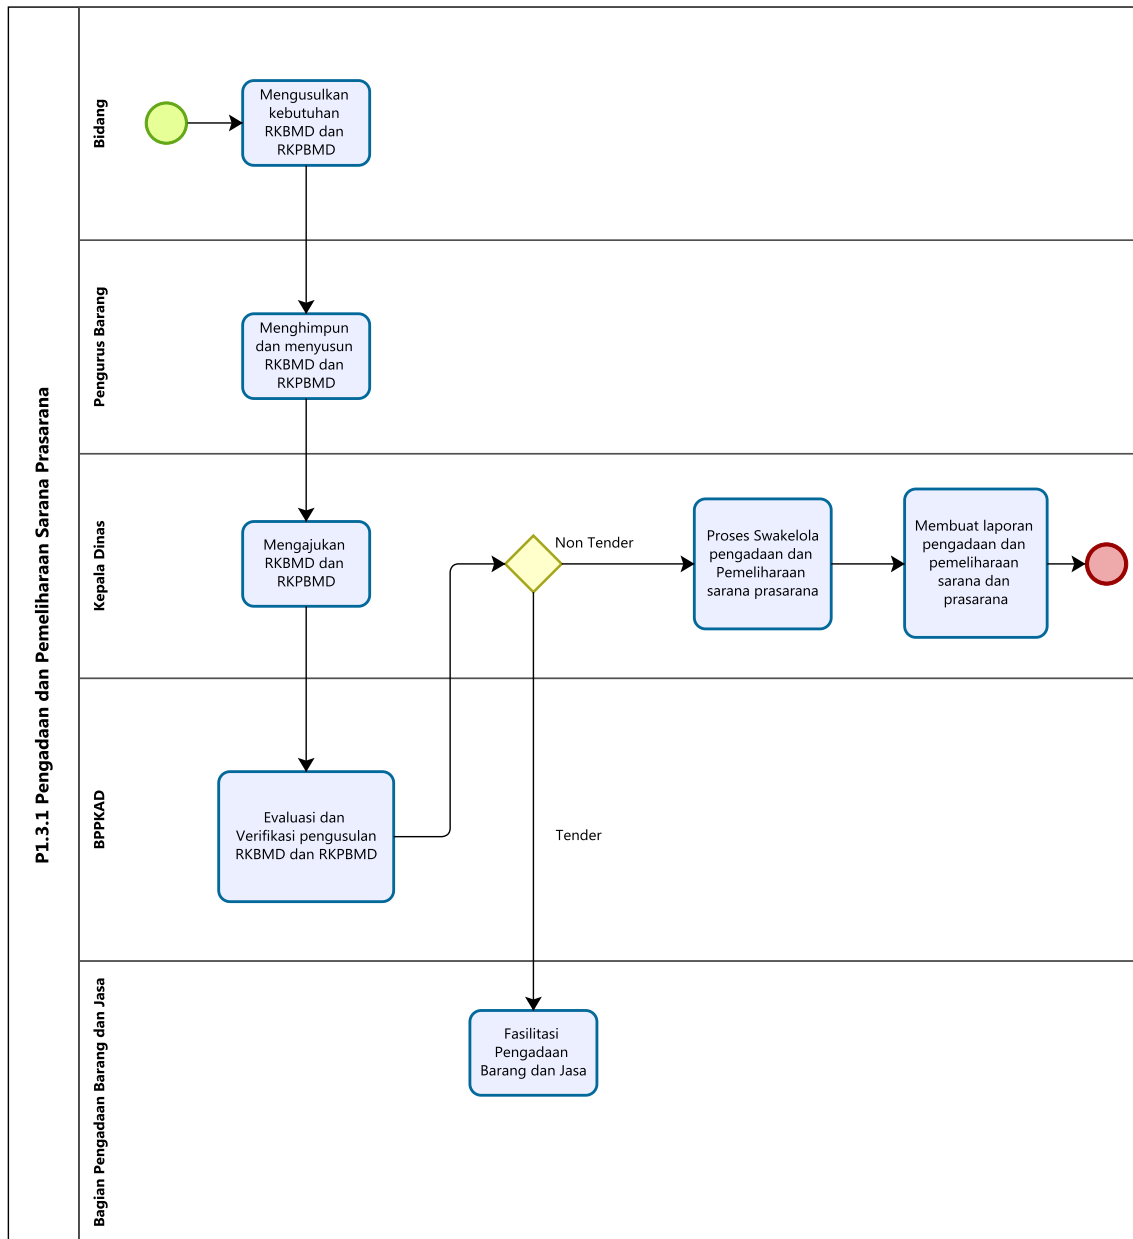 P1.3.1 Pengadaan dan Pemeliharaan Sarana Prasarana
Bidang
Mengusulkan
kebutuhan
RKBMD dan
RKPBMD
Pengurus Barang
Menghimpun
dan menyusun
RKBMD dan
RKPBMD
Kepala Dinas
Mengajukan
RKBMD dan
RKPBMD
Non Tender
Proses Swakelola
pengadaan dan
Pemeliharaan
sarana prasarana
Membuat laporan
pengadaan dan
pemeliharaan
sarana dan
prasarana
BPPKAD
Evaluasi dan
Verifikasi pengusulan
RKBMD dan RKPBMD
Tender
Bagian Pengadaan Barang dan Jasa
Fasilitasi
Pengadaan
Barang dan Jasa